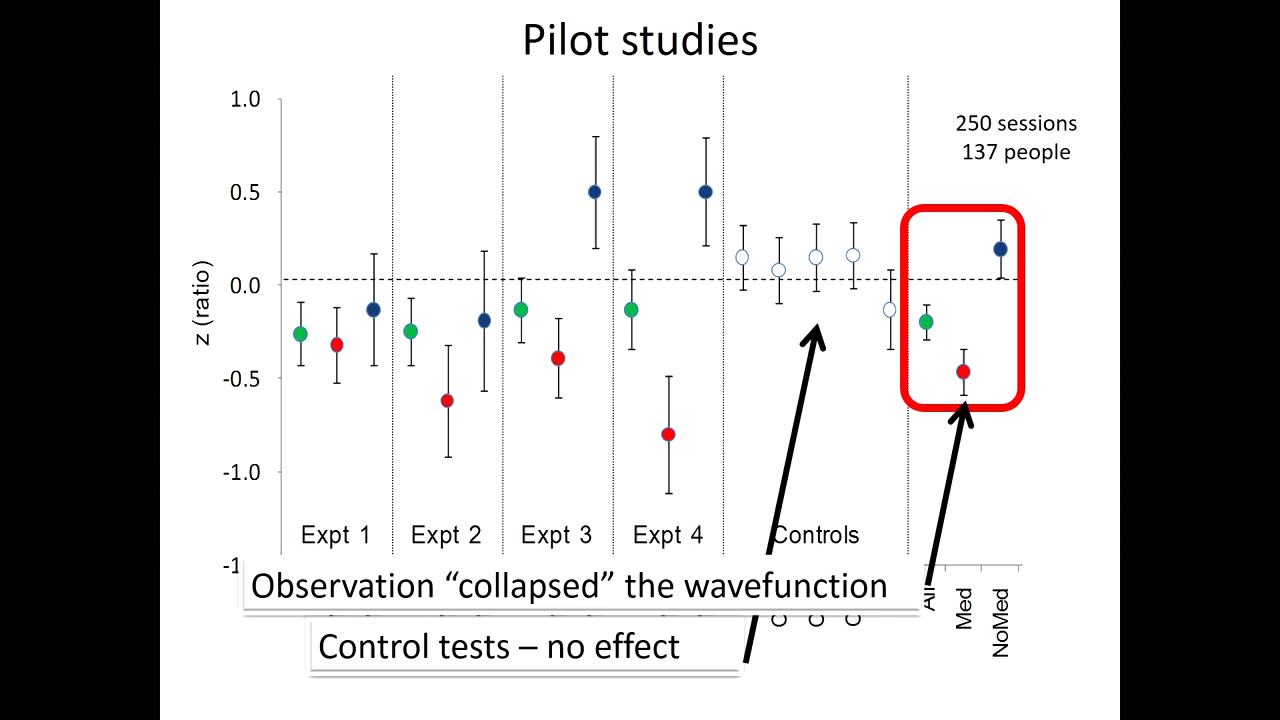 Pilot studies
1.0
250 sessions
137 people
0.5
0.0
z (ratio)
-0.5
-1.0
Expt 1
Expt 2
Expt 3
Expt 4
Controls
-1
Observation “collapsed” the wavefunction
Control tests – no effect
C
C
C
All
Med
NoMed